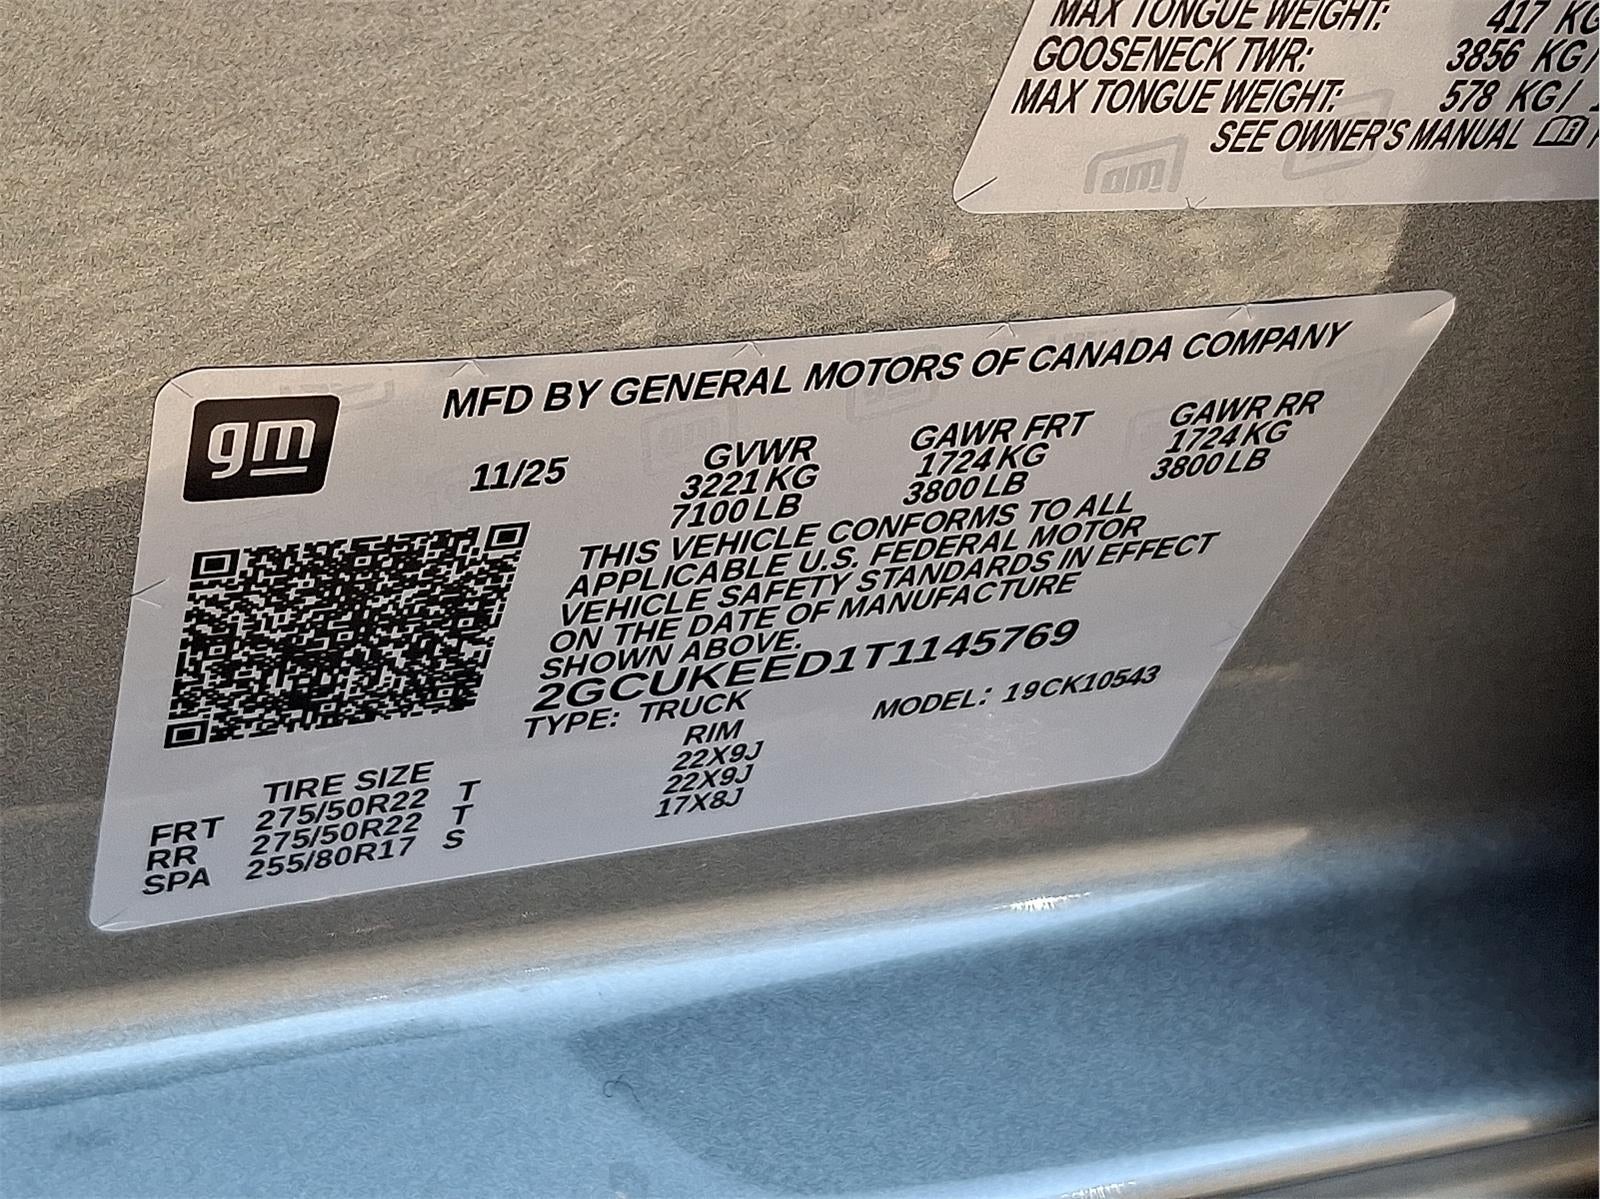 MAX TONGUE WEIGHT: 417 KG
GOOSENECK TWR: 3856 KG/
MAX TONGUE WEIGHT: 578 KG/
SEE OWNER'S MANUAL
gm
gm
MFD BY GENERAL MOTORS OF CANADA COMPANY
11/25 GVWR GAWR FRT GAWR RR
3221 KG 1724 KG 1724 KG
7100 LB 3800 LB 3800 LB
THIS VEHICLE CONFORMS TO ALL
APPLICABLE U.S. FEDERAL MOTOR
VEHICLE SAFETY STANDARDS IN EFFECT
ON THE DATE OF MANUFACTURE
SHOWN ABOVE.
2GCUKEED1T1145769
TYPE: TRUCK MODEL: 19CK10543
TIRE SIZE RIM
FRT 275/50R22 T 22X9J
RR 275/50R22 T 22X9J
SPA 255/80R17 S 17X8J